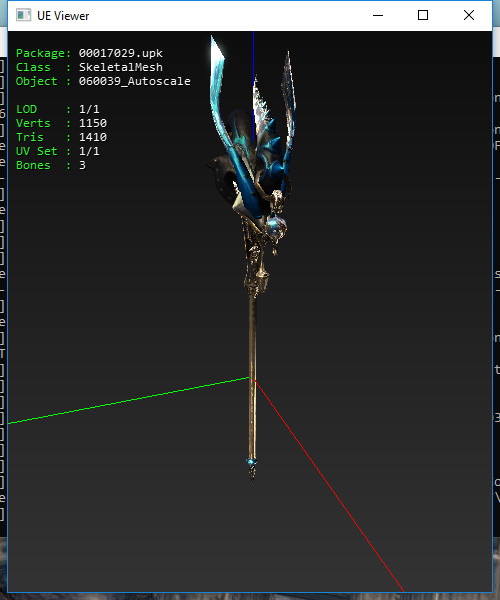 UE Viewer
Package: 00017029.upk
Class : SkeletalMesh
Object : 060039_Autoscale
LOD : 1/1
Verts : 1150
Tris : 1410
UV Set : 1/1
Bones : 3